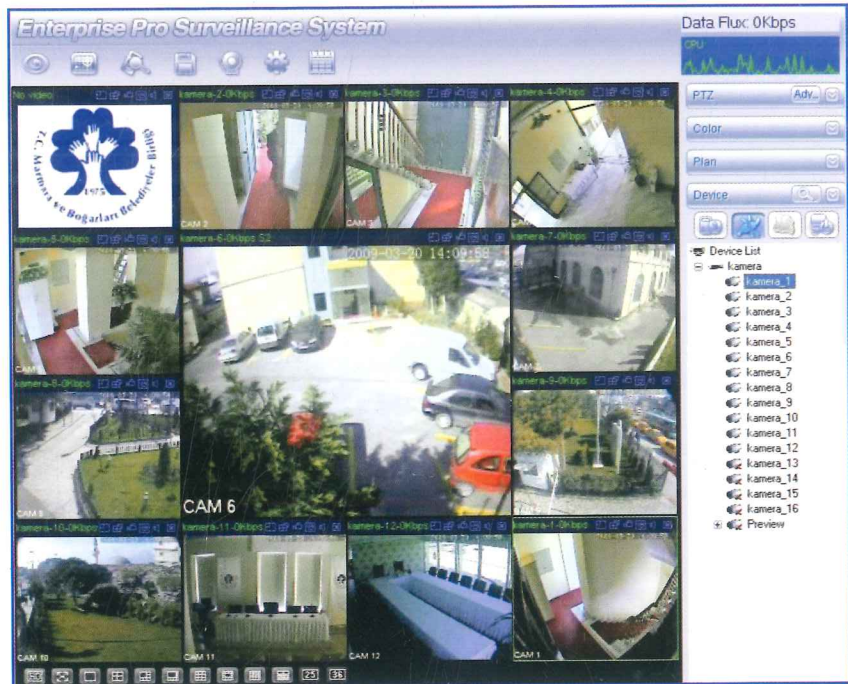 Enterprise Pro Surveillance System
Data Flux: 0Kbps
CPU
No video
kamera-2-0Kbps
kamera-3-0Kbps
kamera-4-0Kbps
PTZ
Adv..
Color
Plan
Device
T.C. Marmara ve Boğazları Belediyeler Birliği
1975
CAM 2
CAM 3
CAM 4
kamera-5-0Kbps
kamera-6-0Kbps S2
kamera-7-0Kbps
2009-03-20 14:09:58
Device List
kamera
kamera_1
kamera_2
kamera_3
kamera_4
kamera_5
kamera_6
kamera_7
kamera_8
kamera_9
kamera_10
kamera_11
kamera_12
kamera_13
kamera_14
kamera_15
kamera_16
Preview
kamera-8-0Kbps
kamera-9-0Kbps
CAM 6
kamera-10-0Kbps
kamera-11-0Kbps
kamera-12-0Kbps
kamera-1-0Kbps
CAM 10
CAM 11
CAM 12
CAM 1
25
36